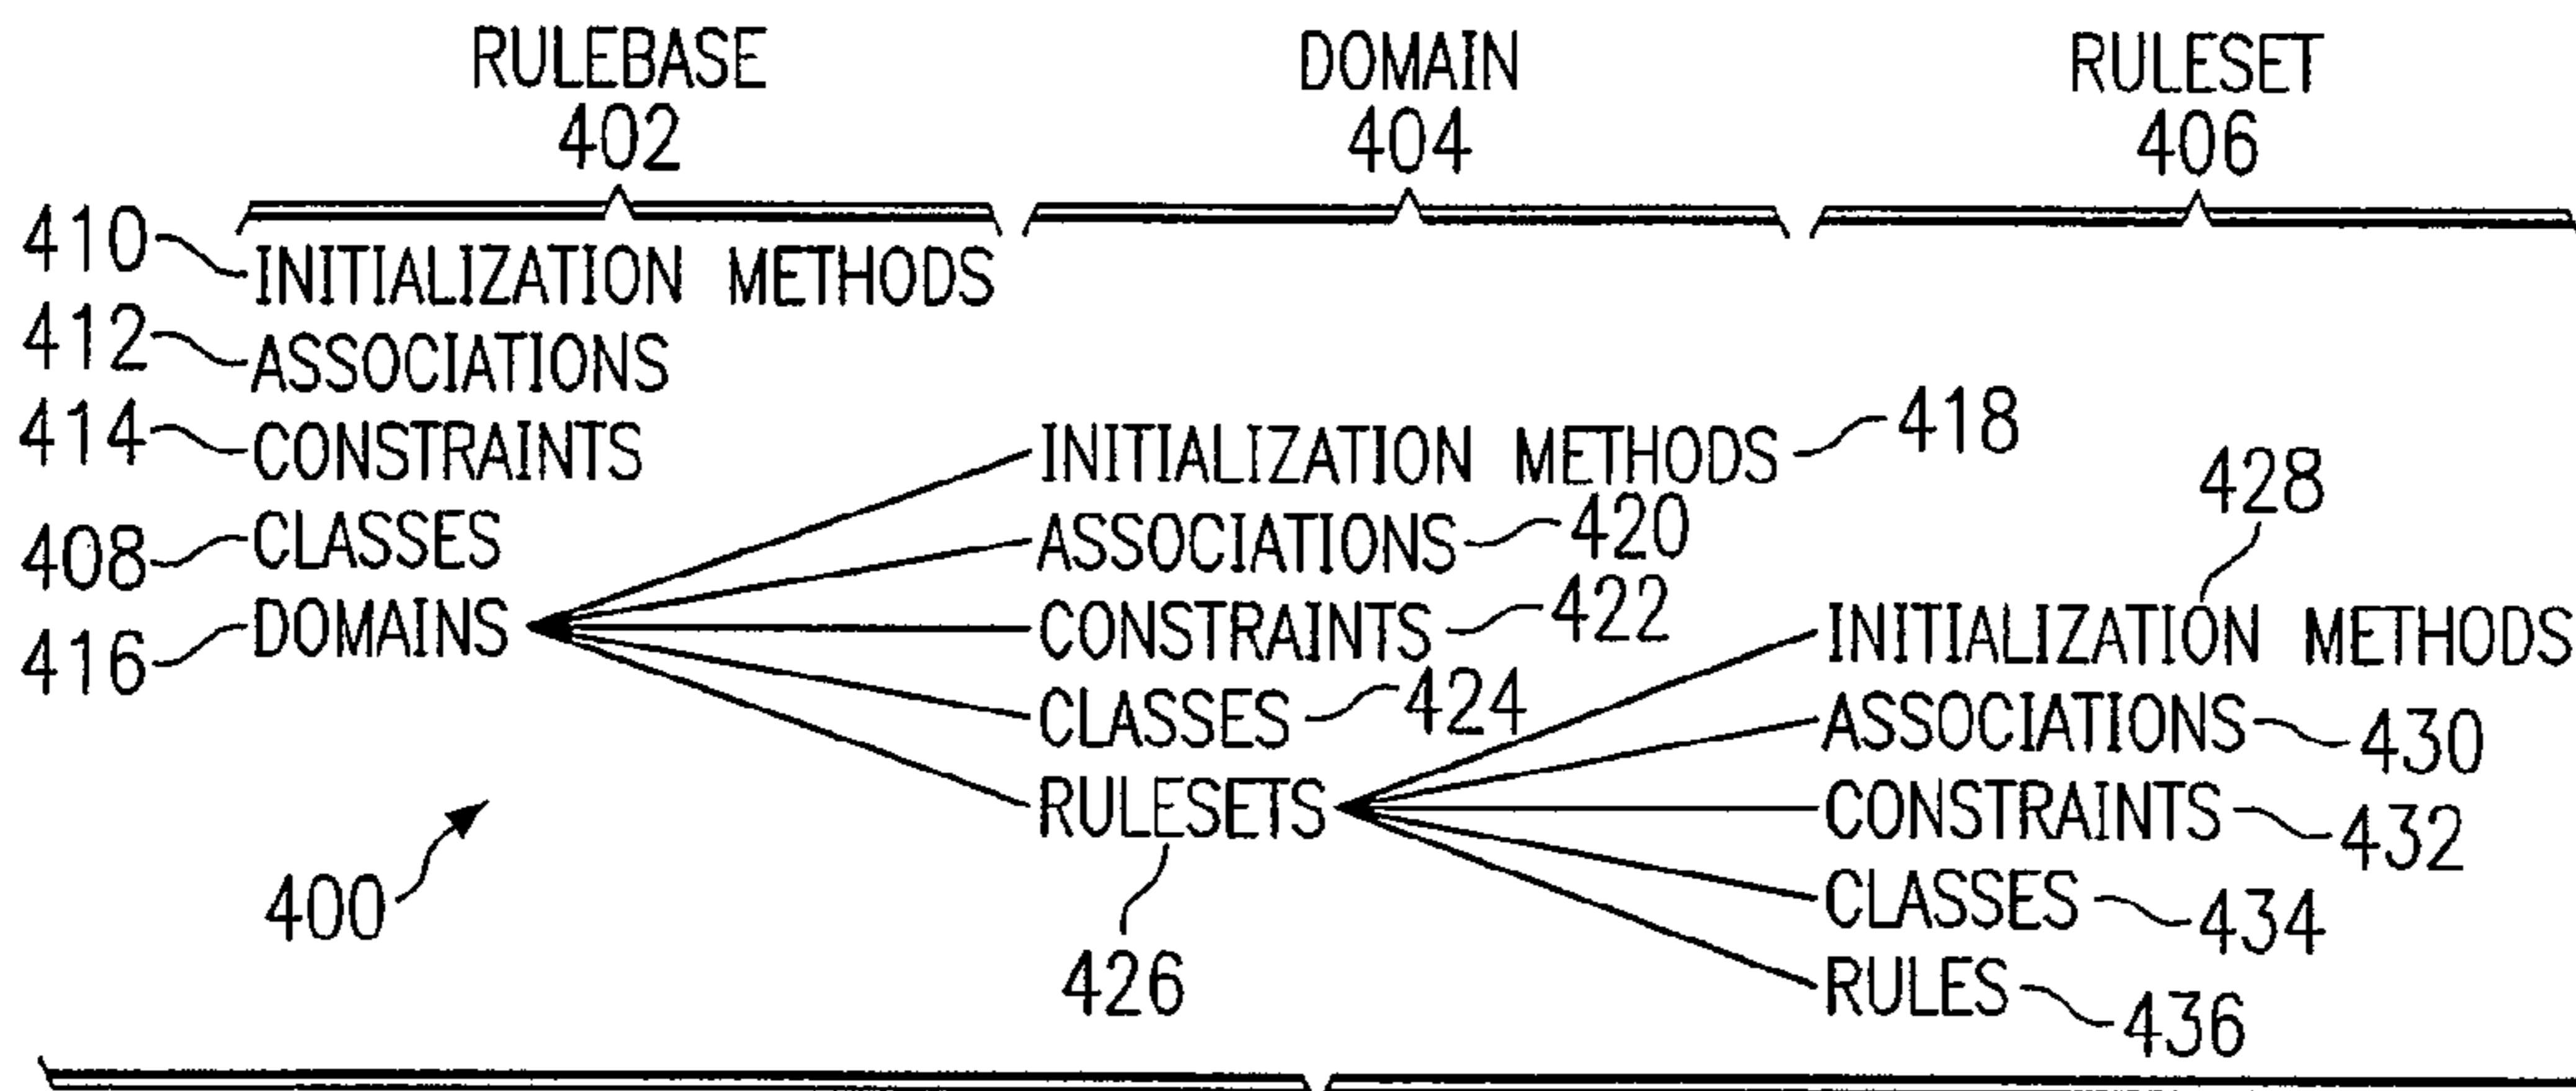 RULEBASE DOMAIN RULESET
402 404 406
410 INITIALIZATION METHODS
412 ASSOCIATIONS
414 CONSTRAINTS INITIALIZATION METHODS 418
408 CLASSES ASSOCIATIONS 420 428
416 DOMAINS CONSTRAINTS 422 INITIALIZATION METHODS
CLASSES 424 ASSOCIATIONS 430
RULESETS CONSTRAINTS 432
400 CLASSES 434
426 RULES 436